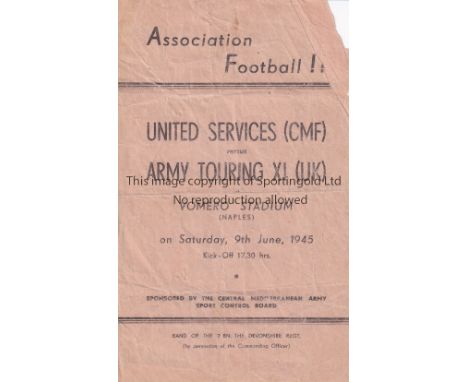 Association
Football !!
UNITED SERVICES (CMF)
versus
ARMY TOURING XI (UK)
This image copyright of Sportingold Limited
No reproduction allowed
VOMERO STADIUM
(NAPLES)
on Saturday, 9th June, 1945
Kick-Off 17.30 hrs.
*
SPONSORED BY THE CENTRAL MEDITERRANEAN ARMY
SPORT CONTROL BOARD
BAND OF THE BN. THE DEVONSHIRE REGT.
(by permission of the Commanding Officer)